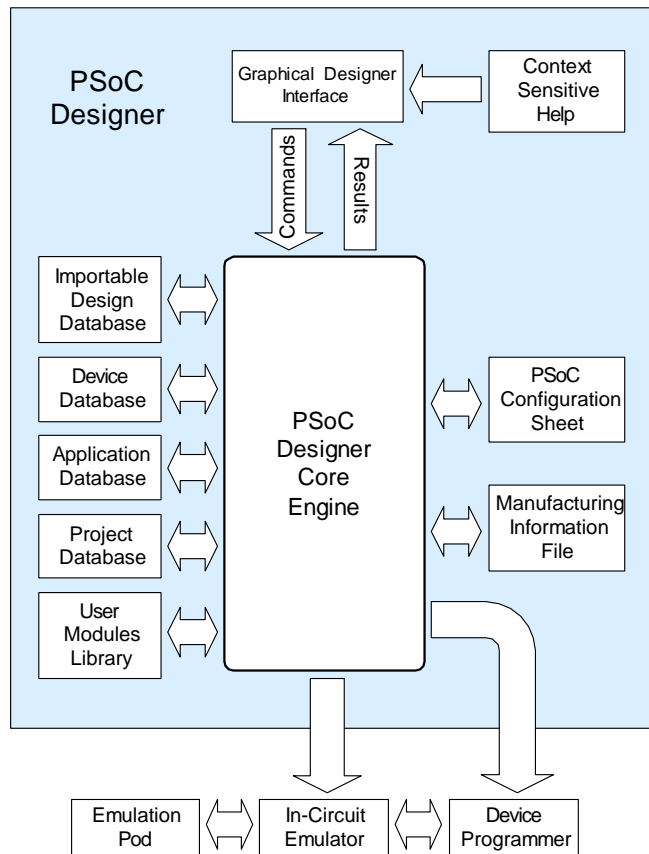 PSoC
Designer
Graphical Designer
Interface
Context
Sensitive
Help
Commands
Results
Importable
Design
Database
Device
Database
Application
Database
Project
Database
User
Modules
Library
PSoC
Designer
Core
Engine
PSoC
Configuration
Sheet
Manufacturing
Information
File
Emulation
Pod
In-Circuit
Emulator
Device
Programmer